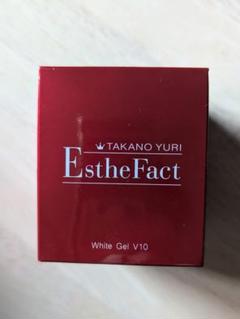 TAKANO YURI
EstheFact
White Gel V10